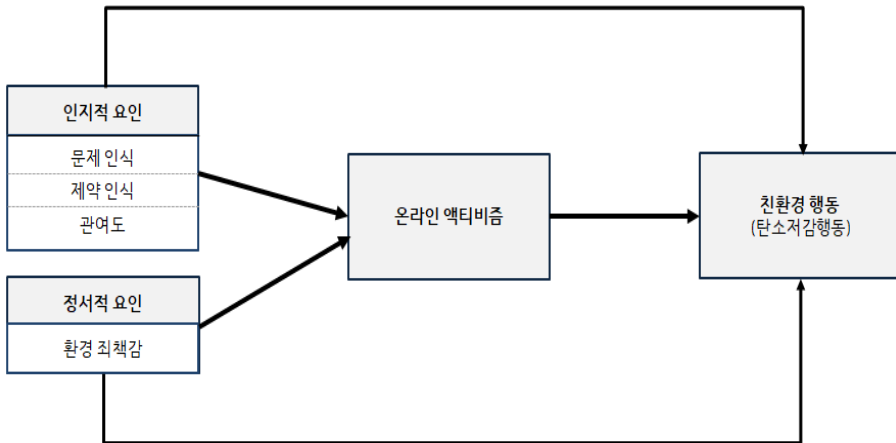 인지적 요인
문제 인식
제약 인식
관여도
정서적 요인
환경 죄책감
온라인 액티비즘
친환경 행동
(탄소저감행동)